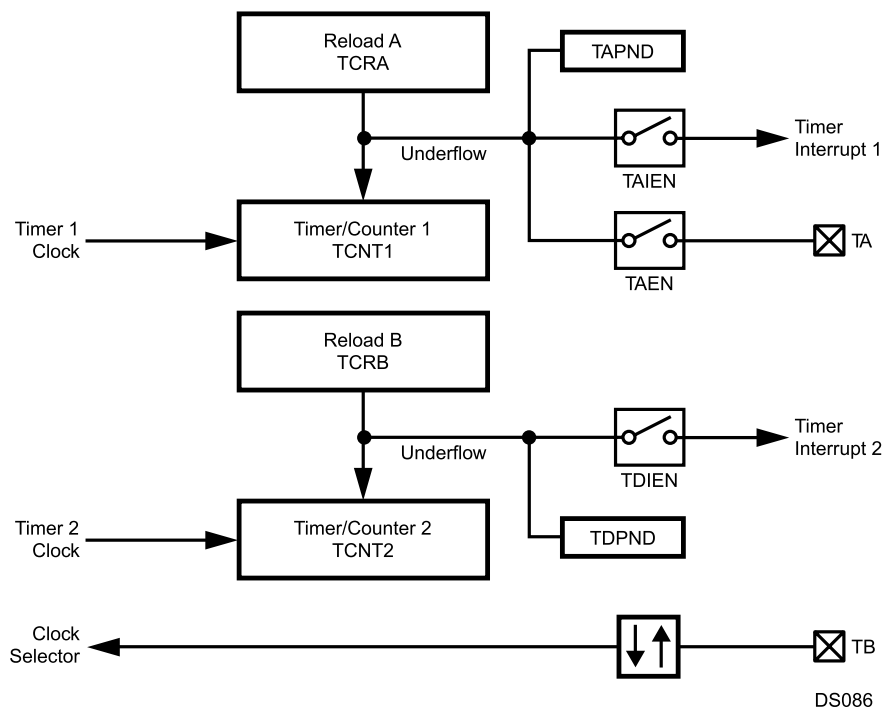 Reload A
TCRA
TAPND
Underflow
TAIEN
Timer
Interrupt 1
Timer 1
Clock
Timer/Counter 1
TCNT1
TAEN
TA
Reload B
TCRB
Underflow
TDIEN
Timer
Interrupt 2
Timer 2
Clock
Timer/Counter 2
TCNT2
TDPND
Clock
Selector
TB
DS086